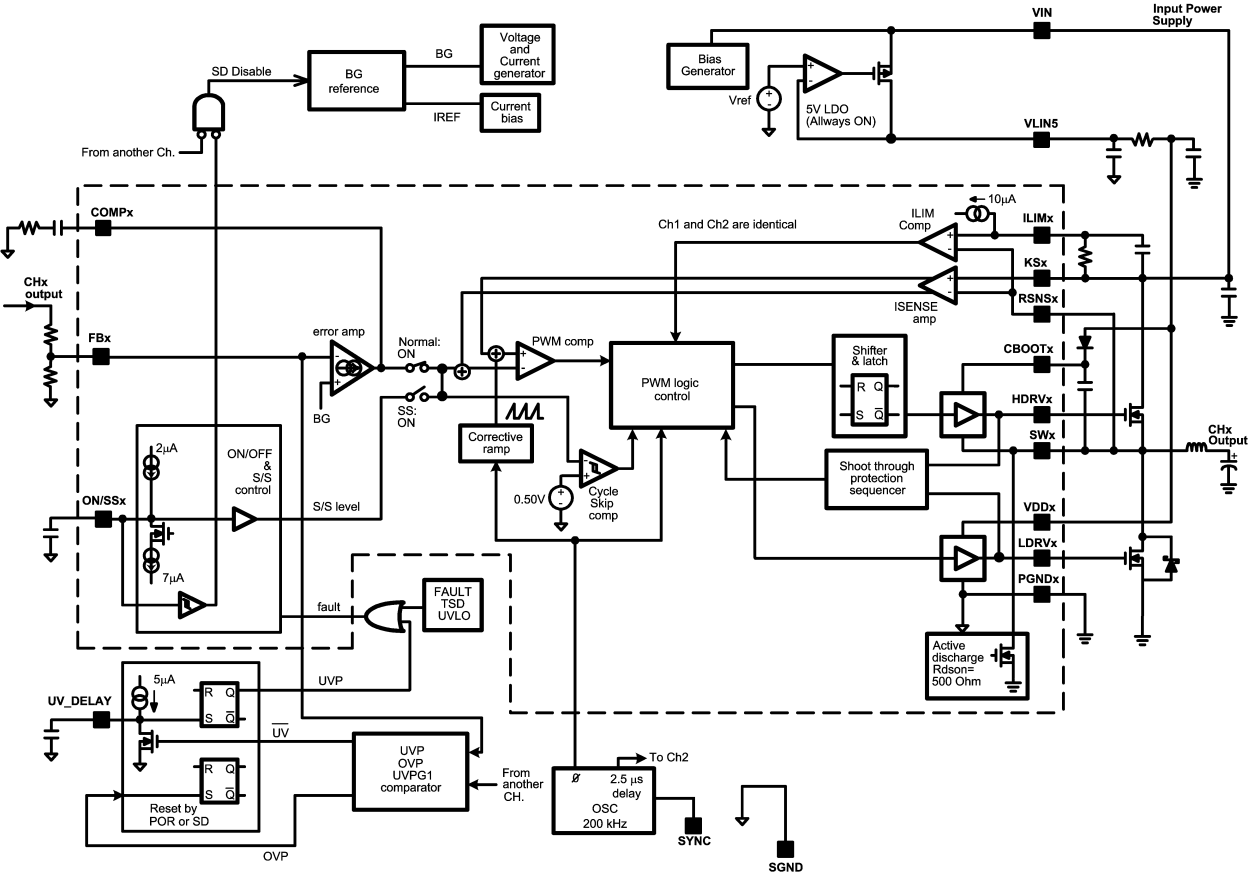 VIN
Input Power
Supply
Voltage
and
Current
generator
BG
BG
reference
SD Disable
IREF
Current
bias
Bias
Generator
Vref
+
-
+
-
5V LDO
(Allways ON)
VLIN5
From another Ch.
COMPx
Ch1 and Ch2 are identical
ILIM
Comp
10µA
ILIMx
+
-
KSx
+
-
RSNSx
ISENSE
amp
CHx
output
FBx
error amp
-
+
BG
Normal:
ON
SS:
ON
PWM comp
+
-
PWM logic
control
Shifter
& latch
R Q
S Q
CBOOTx
HDRVx
SWx
CHx
Output
+
Corrective
ramp
0.50V
+
-
-
+
Cycle
Skip
comp
Shoot through
protection
sequencer
VDDx
LDRVx
PGNDx
2µA
ON/OFF
&
S/S
control
ON/SSx
S/S level
7µA
fault
FAULT
TSD
UVLO
Active
discharge
Rdson=
500 Ohm
UV_DELAY
5µA
R Q
S Q
UVP
UV
R Q
S Q
Reset by
POR or SD
OVP
UVP
OVP
UVPG1
comparator
From
another
CH.
To Ch2
Ø
2.5 µs
delay
OSC
200 kHz
SYNC
SGND